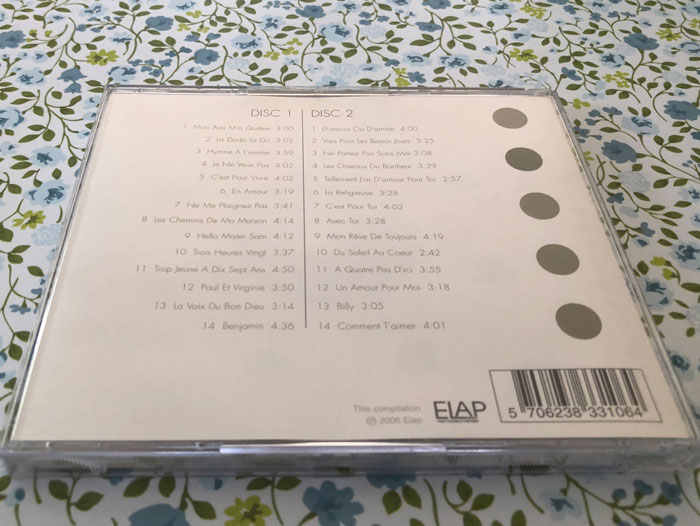 DISC 1
1 Mon Ami M'a Quittee 3:00
2 La Dodo La Do 3:02
3 Hymne A L'amitie 3:59
4 Je Ne Veux Pas 4:02
5 C'est Pour Vivre 4:02
6 En Amour 3:19
7 Ne Me Plaignez Pas 3:41
8 Les Chemins De Ma Maison 4:14
9 Hello Mister Sam 4:12
10 Trois Heures Vingt 3:37
11 Trop Jeune A Dix Sept Ans 4:50
12 Paul Et Virginie 3:50
13 La Voix Du Bon Dieu 3:14
14 Benjamin 4.36
DISC 2
1 D'amour Ou D'amitie 4:00
2 Visa Pour Les Beaux Jours 3:25
3 Ne Partez Pas Sans Moi 3:08
4 Les Oiseaux Du Bonheur 3:39
5 Tellement J'ai D'amour Pour Toi 2:57
6 La Religieuse 3:28
7 C'est Pour Toi 4:02
8 Avec Toi 3:28
9 Mon Rêve De Toujours 4:19
10 Du Soleil Au Coeur 2:42
11 A Quatre Pas D'ici 3:55
12 Un Amour Pour Moi 3:18
13 Billy 3:05
14 Comment T'aimer 4:01
This compilation
℗ 2006 Elap
ELAP
5 706238 331064